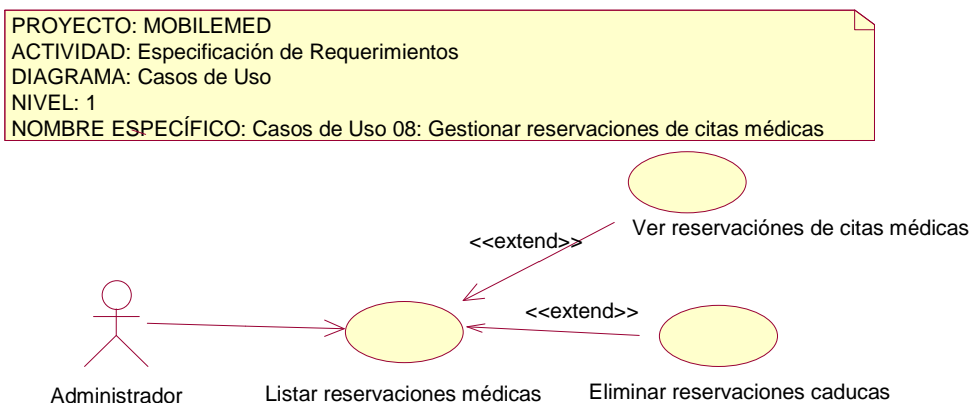 PROYECTO: MOBILEMED
ACTIVIDAD: Especificación de Requerimientos
DIAGRAMA: Casos de Uso
NIVEL: 1
NOMBRE ESPECÍFICO: Casos de Uso 08: Gestionar reservaciones de citas médicas
Ver reservaciónes de citas médicas
<<extend>>
<<extend>>
Administrador
Listar reservaciones médicas
Eliminar reservaciones caducas